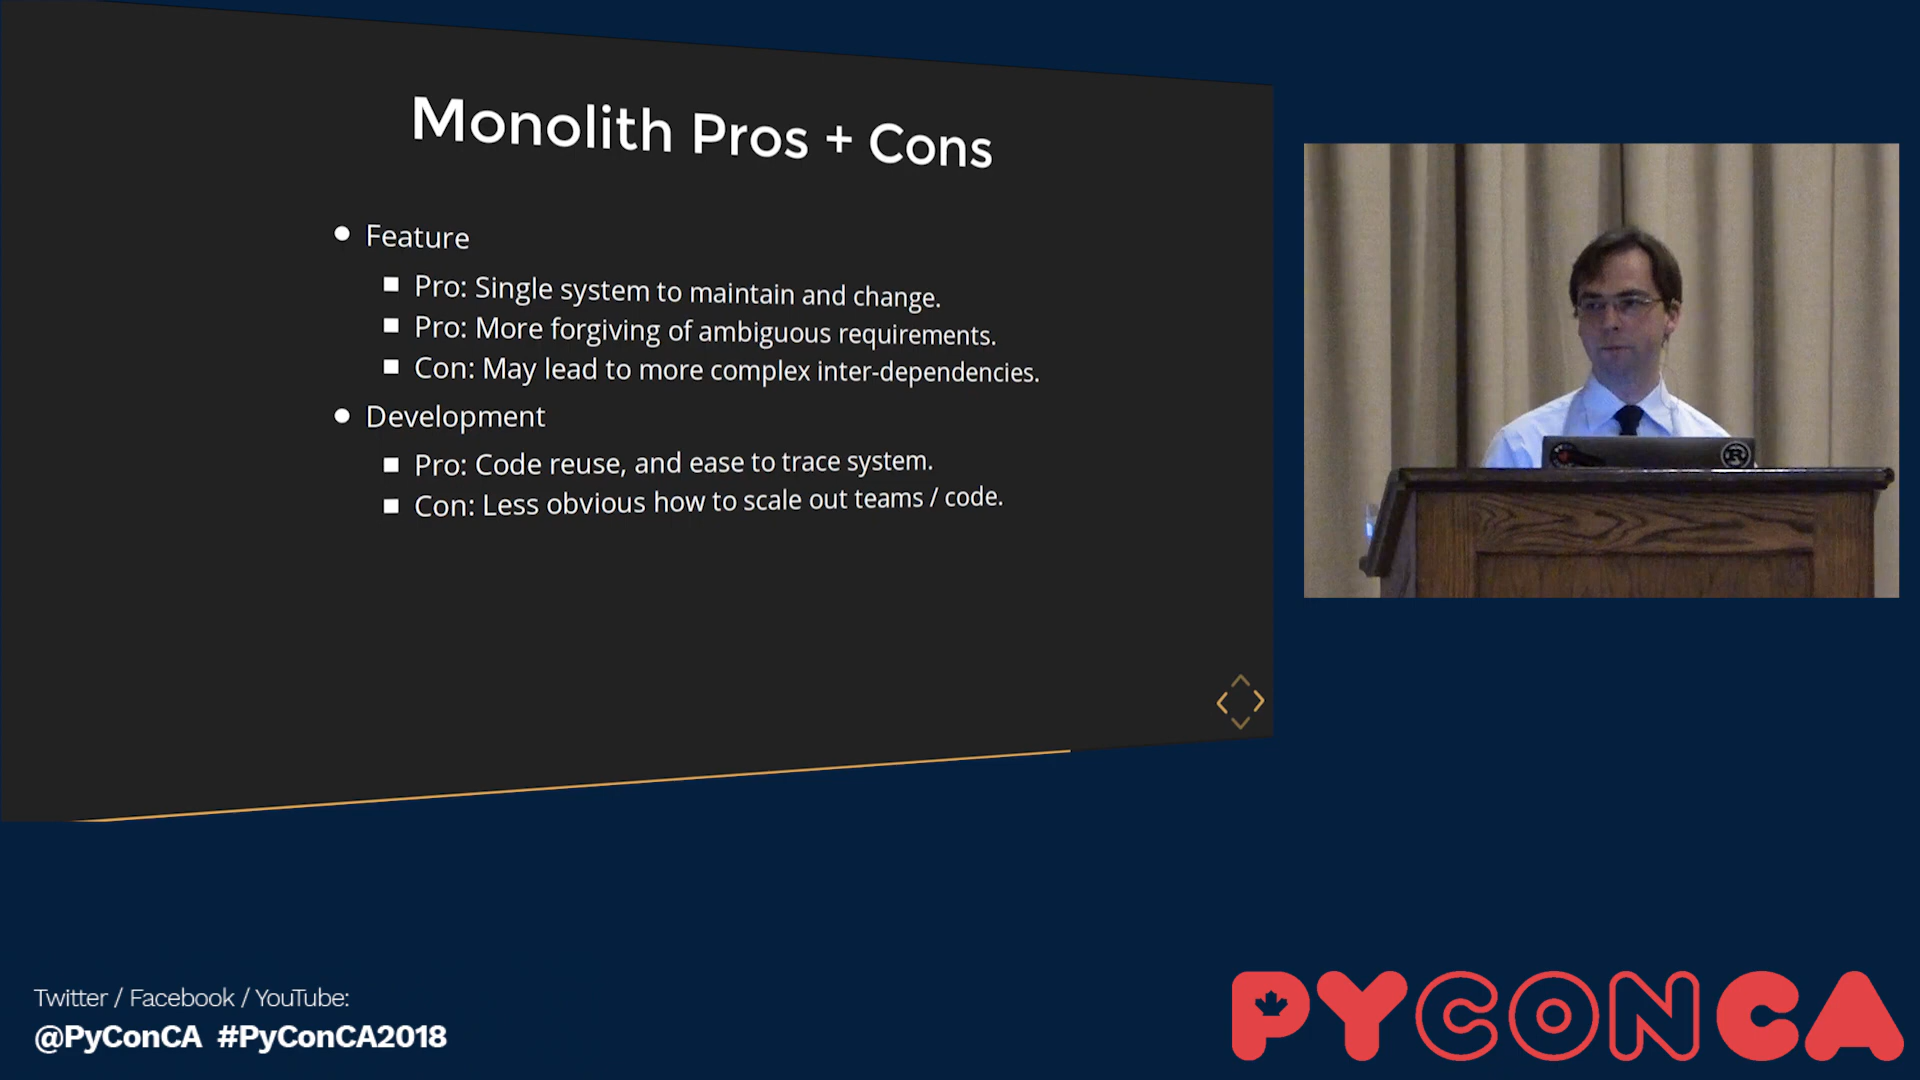 Monolith Pros + Cons
Feature
Pro: Single system to maintain and change.
Pro: More forgiving of ambiguous requirements.
Con: May lead to more complex inter-dependencies.
Development
Pro: Code reuse, and ease to trace system.
Con: Less obvious how to scale out teams / code.
R
Twitter / Facebook / YouTube:
@PyConCA #PyConCA2018
PYCONCA